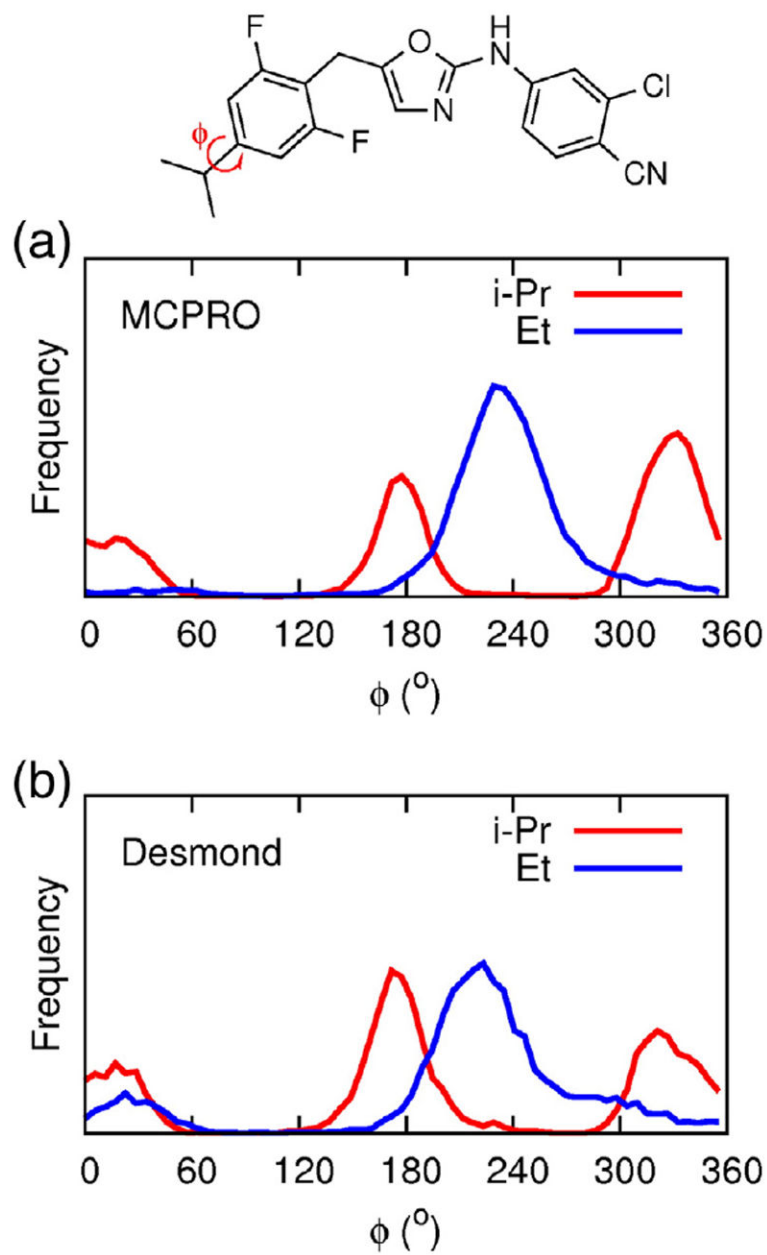 F
O
H
N
N
Cl
F
CN
ϕ
(a)
MCPRO
i-Pr
Et
Frequency
0 60 120 180 240 300 360
ϕ (°)
(b)
Desmond
i-Pr
Et
Frequency
0 60 120 180 240 300 360
ϕ (°)